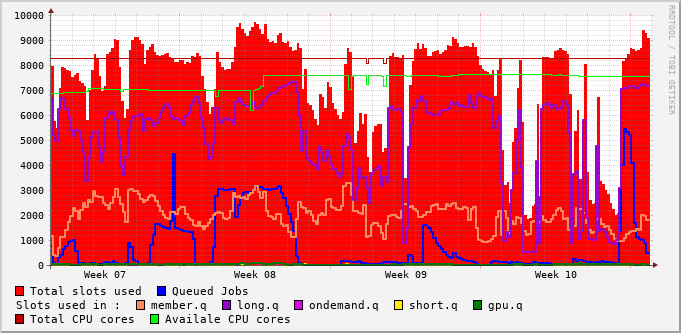 10000
9000
8000
7000
6000
5000
4000
3000
2000
1000
0
Week 07 Week 08 Week 09 Week 10
RRDTOOL / TOBI OETIKER
Total slots used Queued Jobs
Slots used in : member.q long.q ondemand.q short.q gpu.q
Total CPU cores Availale CPU cores